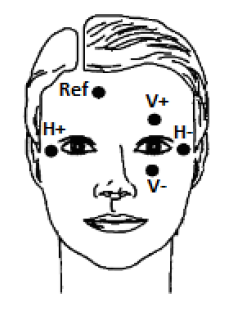 Ref
V+
H+
H-
V-